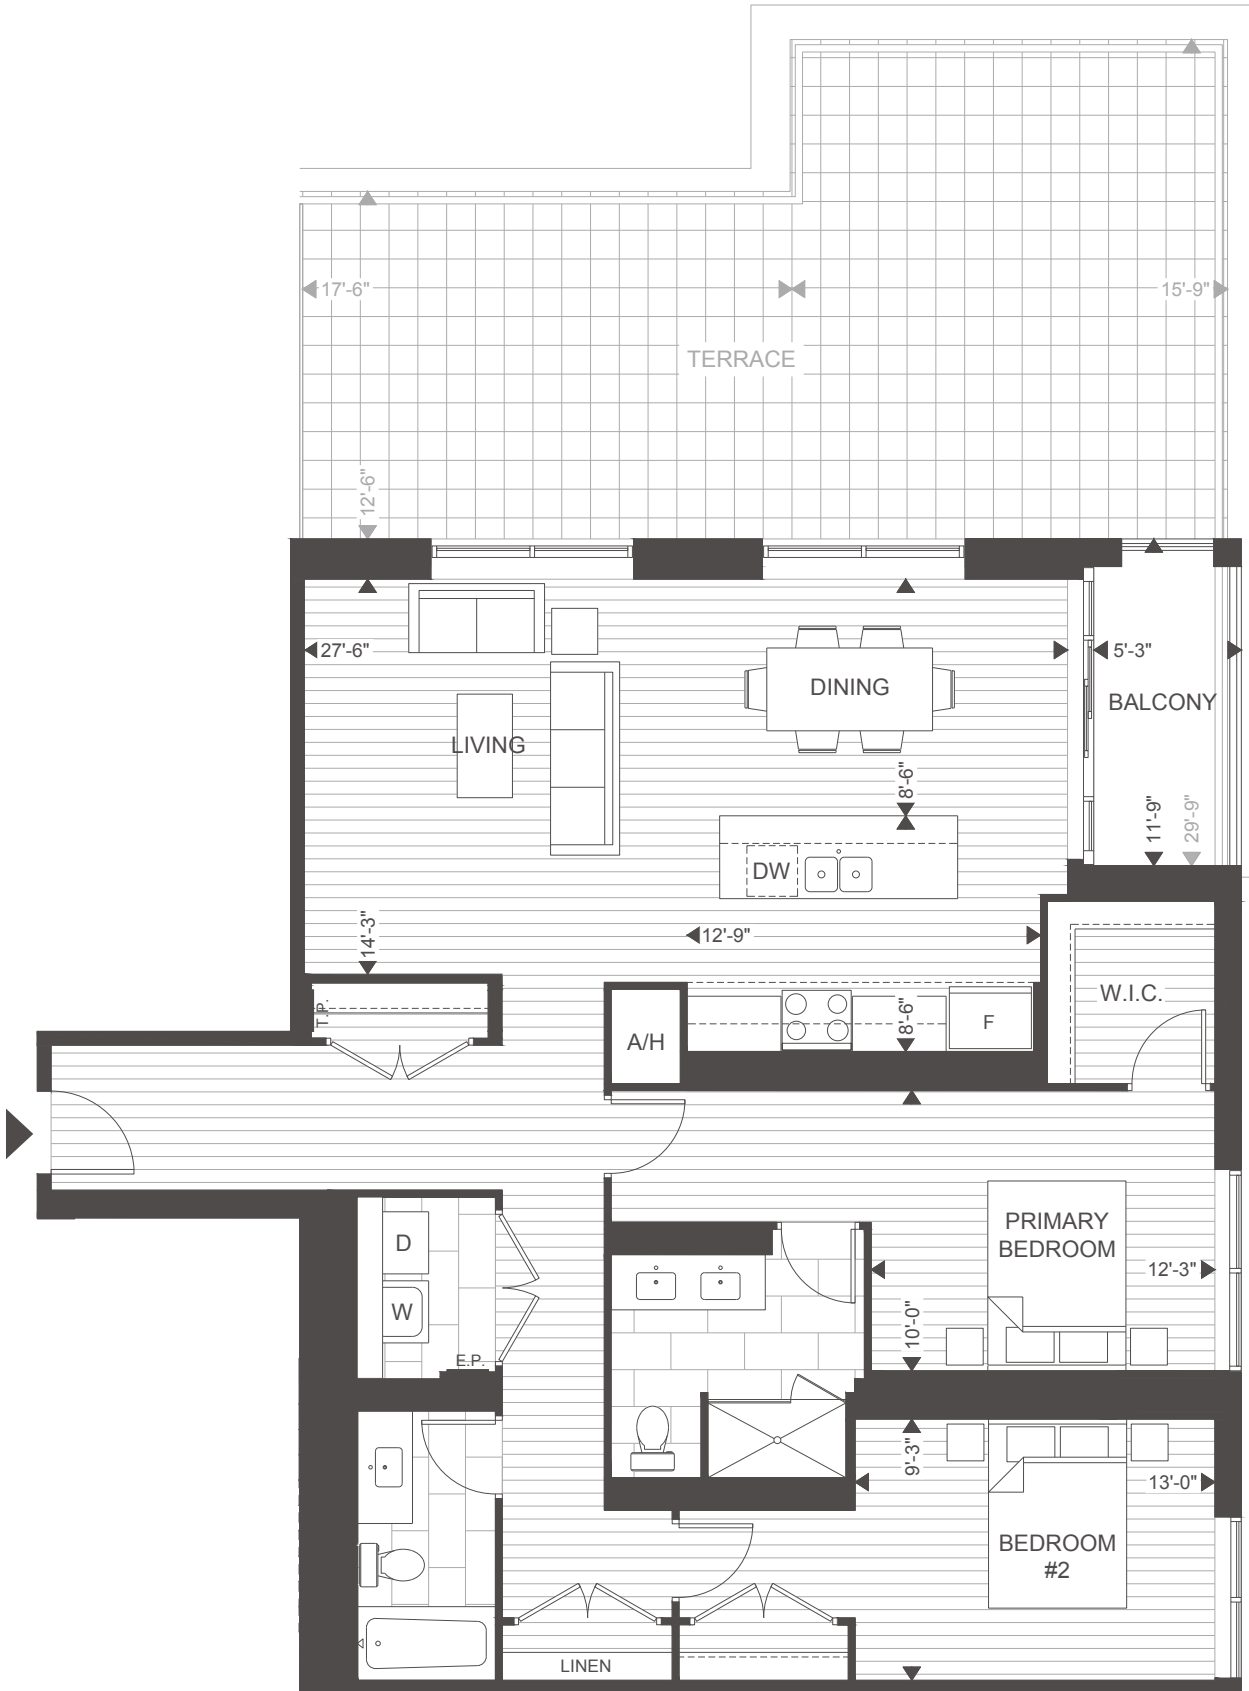 17'-6"
15'-9"
TERRACE
12'-6"
27'-6"
5'-3"
DINING
BALCONY
LIVING
8'-6"
11'-9"
29'-9"
DW
14'-3"
12'-9"
W.I.C.
T.P.
A/H
8'-6"
F
PRIMARY
BEDROOM
D
12'-3"
W
10'-0"
E.P.
9'-3"
13'-0"
BEDROOM
#2
LINEN